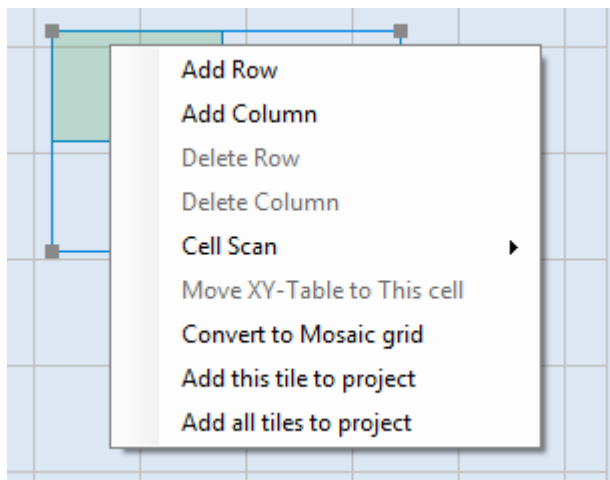 Add Row
Add Column
Delete Row
Delete Column
Cell Scan
Move XY-Table to This cell
Convert to Mosaic grid
Add this tile to project
Add all tiles to project